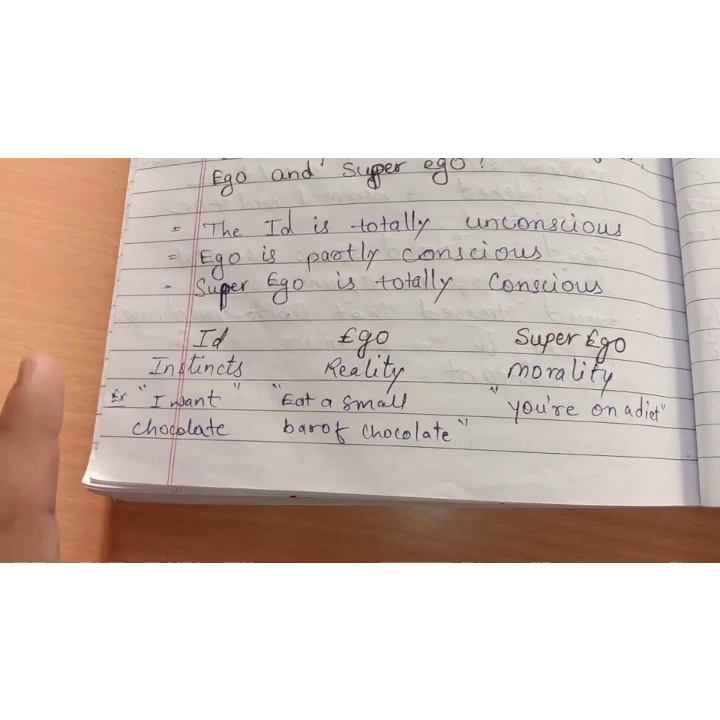 Ego and Super ego?
= The Id is totally unconscious
= Ego is partly conscious
- Super Ego is totally Conscious
Id Ego Super Ego
Instincts Reality morality
Ex "I want" "Eat a small "you're on a diet"
chocolate bar of chocolate"